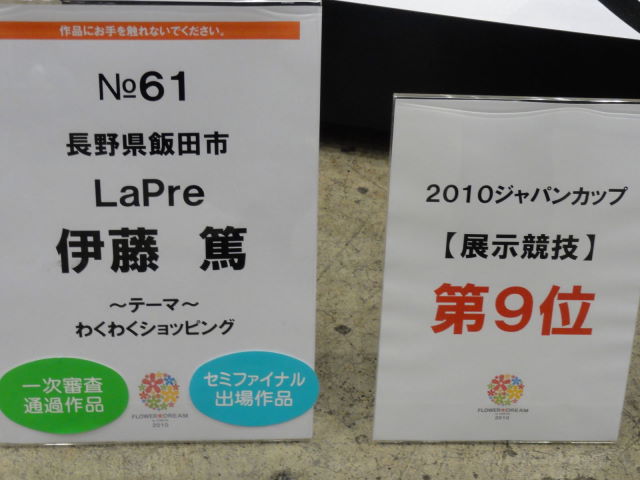 作品にお手を触れないでください。
№61
長野県飯田市
LaPre
伊藤 篤
～テーマ～
わくわくショッピング
一次審査
通過作品
FLOWER★DREAM
2010
セミファイナル
出場作品
2010ジャパンカップ
【展示競技】
第9位
FLOWER★DREAM
2010